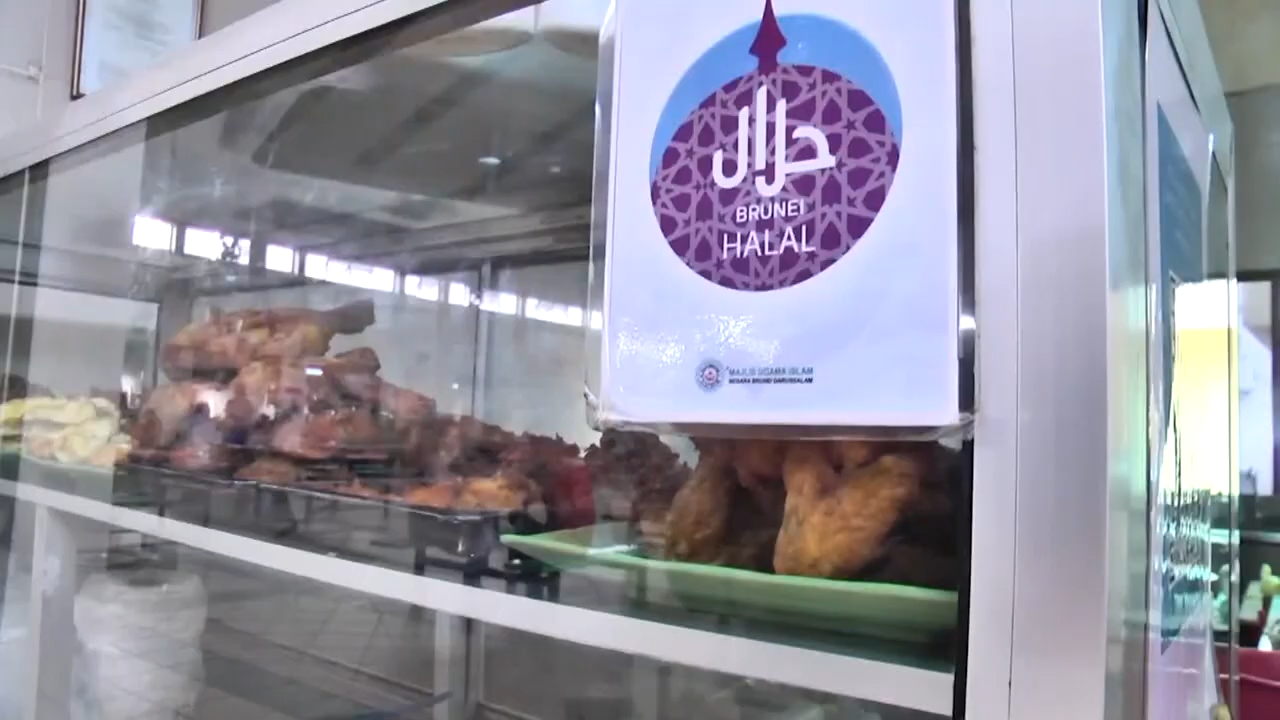 حلال
BRUNEI
HALAL
MAJLIS UGAMA ISLAM
NEGARA BRUNEI DARUSSALAM